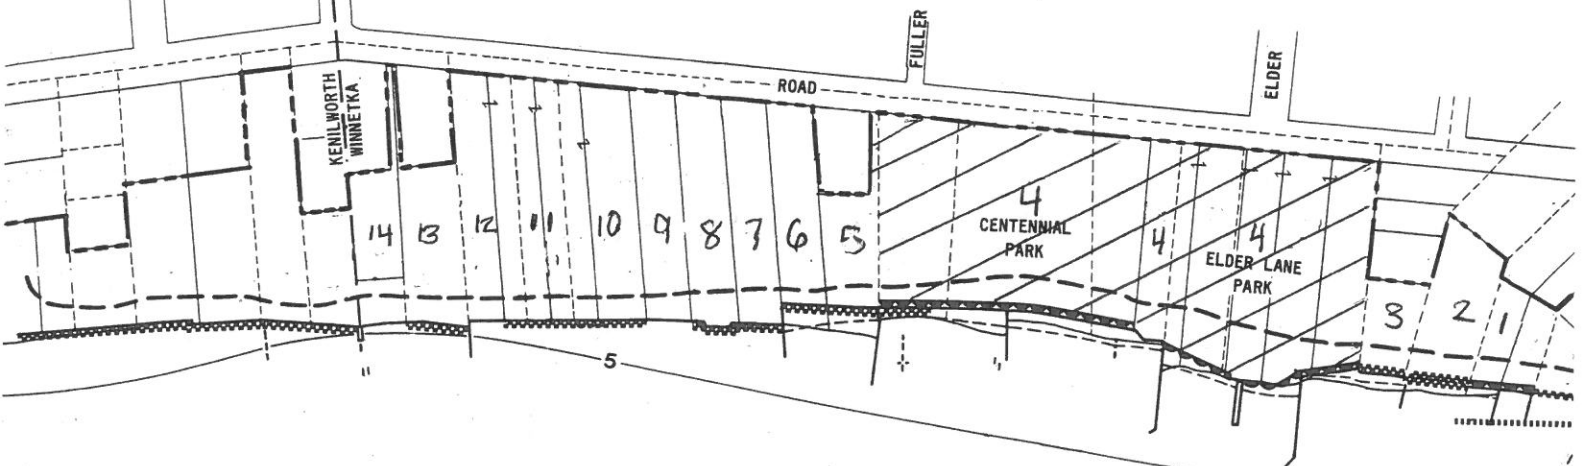 FULLER
ELDER
ROAD
KENILWORTH
WINNETKA
14
13
12
11
10
9
8
7
6
5
4
CENTENNIAL
PARK
4
4
ELDER LANE
PARK
3
2
1
5